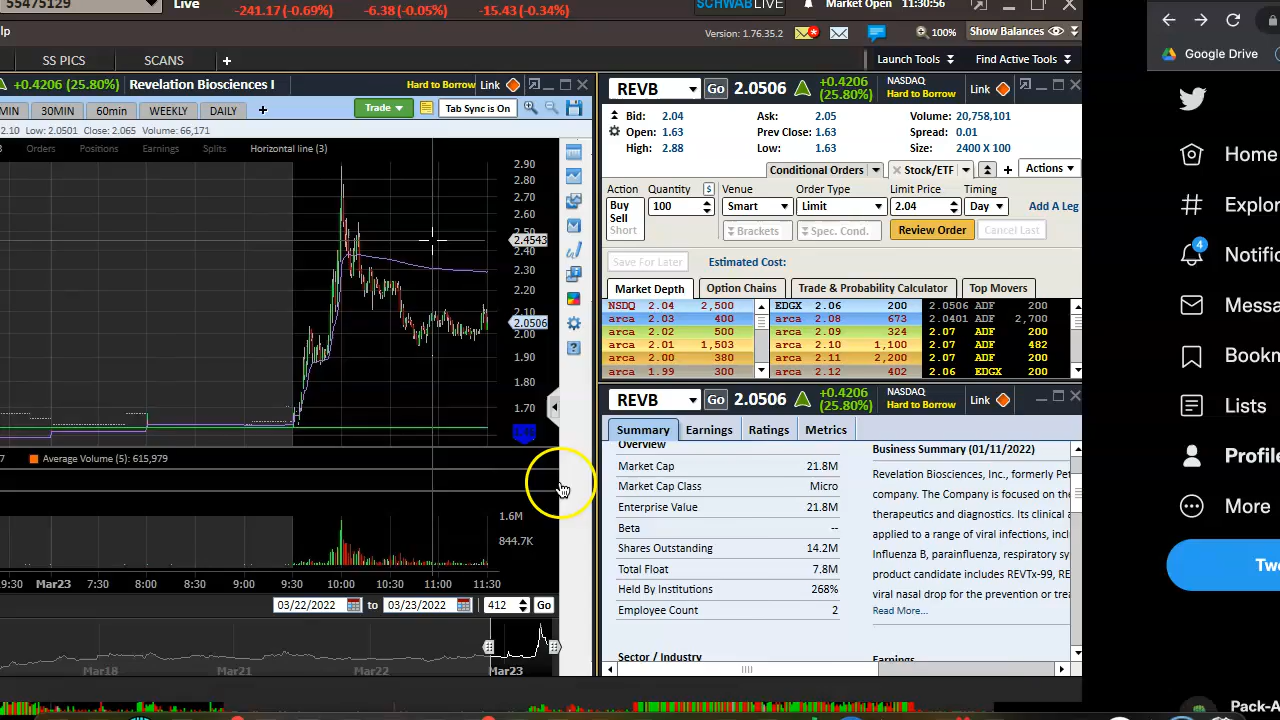 55475129
Live
-241.17 (-0.69%) -6.38 (-0.05%) -15.43 (-0.34%)
SCHWABLIVE
Market Open 11:30:56
lp
Version: 1.76.35.2
100%
Show Balances
SS PICS SCANS +
Launch Tools Find Active Tools
+0.4206 (25.80%) Revelation Biosciences I
Hard to Borrow Link
MIN 30MIN 60min WEEKLY DAILY +
Trade
Tab Sync is On
2.10 Low: 2.0501 Close: 2.065 Volume: 66,171
Orders Positions Earnings Splits Horizontal line (3)
2.90
2.80
2.70
2.60
2.50
2.4543
2.30
2.20
2.10
2.0506
2.00
1.90
1.80
1.70
7 Average Volume (5): 615,979
1.6M
844.7K
19:30 Mar23 7:30 8:00 8:30 9:00 9:30 10:00 10:30 11:00 11:30
03/22/2022 to 03/23/2022 412 Go
Mar18 Mar21 Mar22 Mar23
REVB Go 2.0506 +0.4206 (25.80%)
NASDAQ
Hard to Borrow
Link
Bid: 2.04 Ask: 2.05 Volume: 20,758,101
Open: 1.63 Prev Close: 1.63 Spread: 0.01
High: 2.88 Low: 1.63 Size: 2400 X 100
Conditional Orders Stock/ETF + Actions
Action Quantity $ Venue Order Type Limit Price Timing
Buy
Sell
Short
100 Smart Limit 2.04 Day Add A Leg
Brackets Spec. Cond. Review Order Cancel Last
Save For Later Estimated Cost:
Market Depth Option Chains Trade & Probability Calculator Top Movers
NSDQ 2.04 2,500 EDGX 2.06 200 2.0506 ADF 200
arca 2.03 400 arca 2.08 673 2.0401 ADF 2,700
arca 2.02 500 arca 2.09 324 2.07 ADF 200
arca 2.01 1,503 arca 2.10 1,100 2.07 ADF 482
arca 2.00 380 arca 2.11 2,200 2.07 ADF 200
arca 1.99 300 arca 2.12 402 2.06 EDGX 200
REVB Go 2.0506 +0.4206 (25.80%)
NASDAQ
Hard to Borrow
Link
Summary Earnings Ratings Metrics
Overview
Market Cap 21.8M
Market Cap Class Micro
Enterprise Value 21.8M
Beta --
Shares Outstanding 14.2M
Total Float 7.8M
Held By Institutions 268%
Employee Count 2
Sector / Industry
Business Summary (01/11/2022)
Revelation Biosciences, Inc., formerly Pet
company. The Company is focused on the
therapeutics and diagnostics. Its clinical
applied to a range of viral infections, incl
Influenza B, parainfluenza, respiratory sy
product candidate includes REVTx-99, RE
viral nasal drop for the prevention or trea
Read More...
Earnings
Google Drive
Home
Explor
4
Notific
Messa
Bookn
Lists
Profile
More
Twe
Pack-A